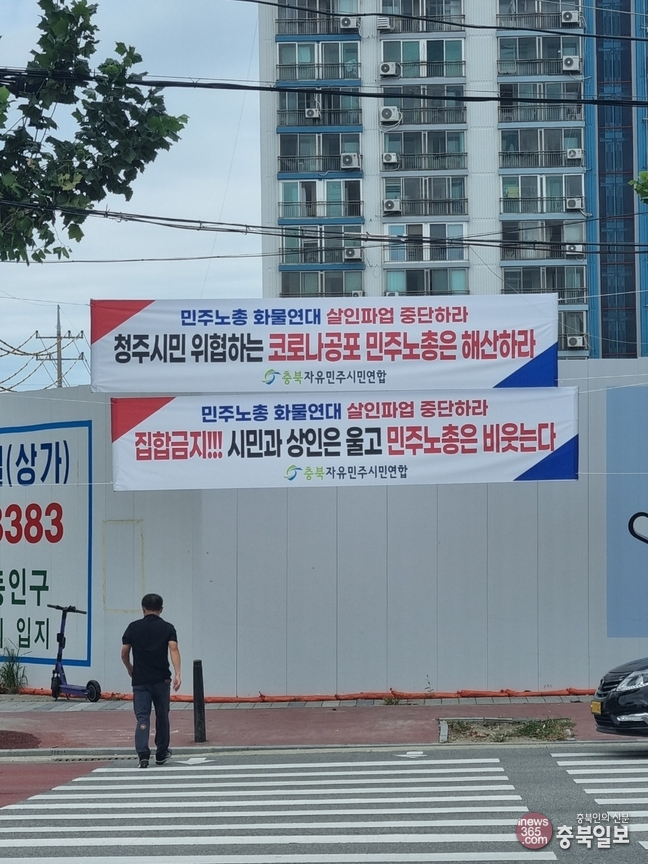 민주노총 화물연대 살인파업 중단하라
청주시민 위협하는 코로나공포 민주노총은 해산하라
충북자유민주시민연합
민주노총 화물연대 살인파업 중단하라
집합금지!!! 시민과 상인은 울고 민주노총은 비웃는다
충북자유민주시민연합
(상가)
3383
동인구
입지
충북인의 신문
inews365.com 충북일보